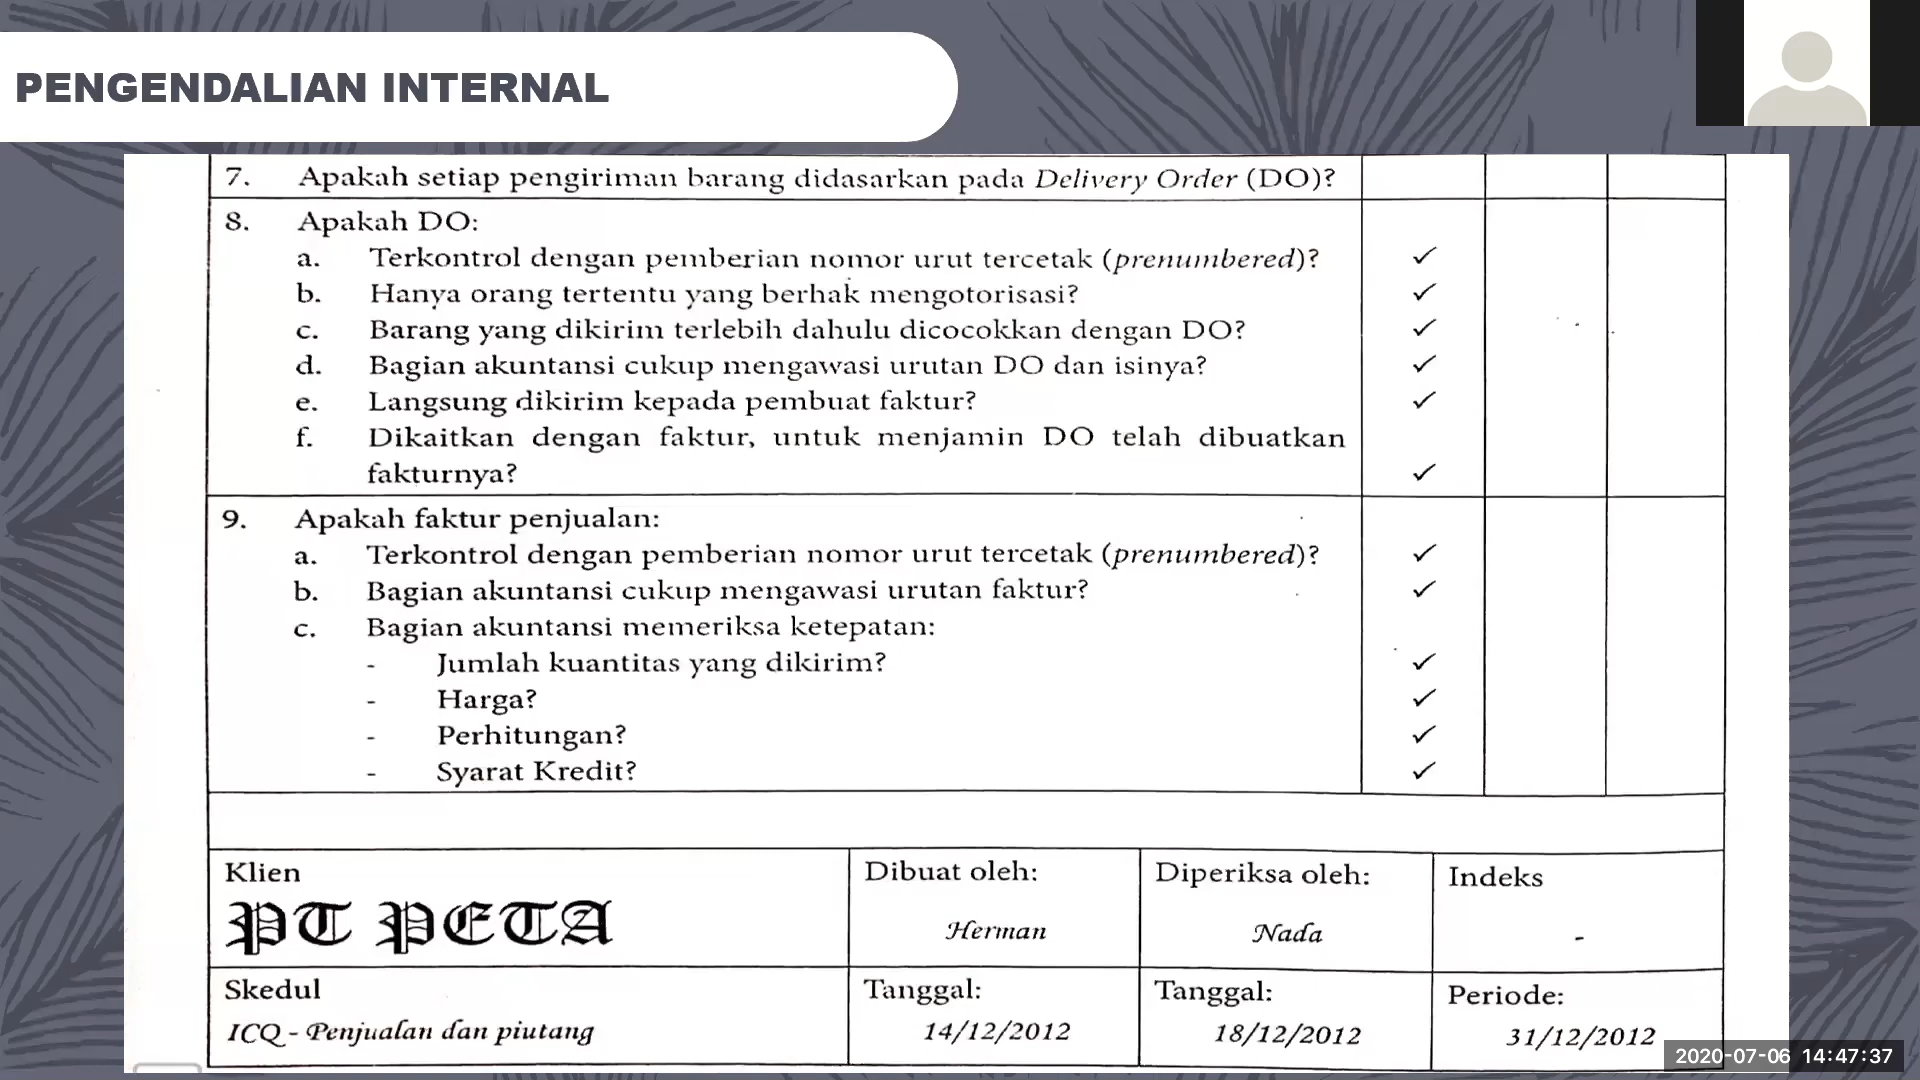 PENGENDALIAN INTERNAL
7. Apakah setiap pengiriman barang didasarkan pada Delivery Order (DO)?
8. Apakah DO:
a. Terkontrol dengan pemberian nomor urut tercetak (prenumbered)? ✓
b. Hanya orang tertentu yang berhak mengotorisasi? ✓
c. Barang yang dikirim terlebih dahulu dicocokkan dengan DO? ✓
d. Bagian akuntansi cukup mengawasi urutan DO dan isinya? ✓
e. Langsung dikirim kepada pembuat faktur? ✓
f. Dikaitkan dengan faktur, untuk menjamin DO telah dibuatkan
fakturnya? ✓
9. Apakah faktur penjualan:
a. Terkontrol dengan pemberian nomor urut tercetak (prenumbered)? ✓
b. Bagian akuntansi cukup mengawasi urutan faktur? ✓
c. Bagian akuntansi memeriksa ketepatan:
- Jumlah kuantitas yang dikirim? ✓
- Harga? ✓
- Perhitungan? ✓
- Syarat Kredit? ✓
Klien Dibuat oleh: Diperiksa oleh: Indeks
PT PETA Herman Nada -
Skedul Tanggal: Tanggal: Periode:
ICQ - Penjualan dan piutang 14/12/2012 18/12/2012 31/12/2012
2020-07-06 14:47:37